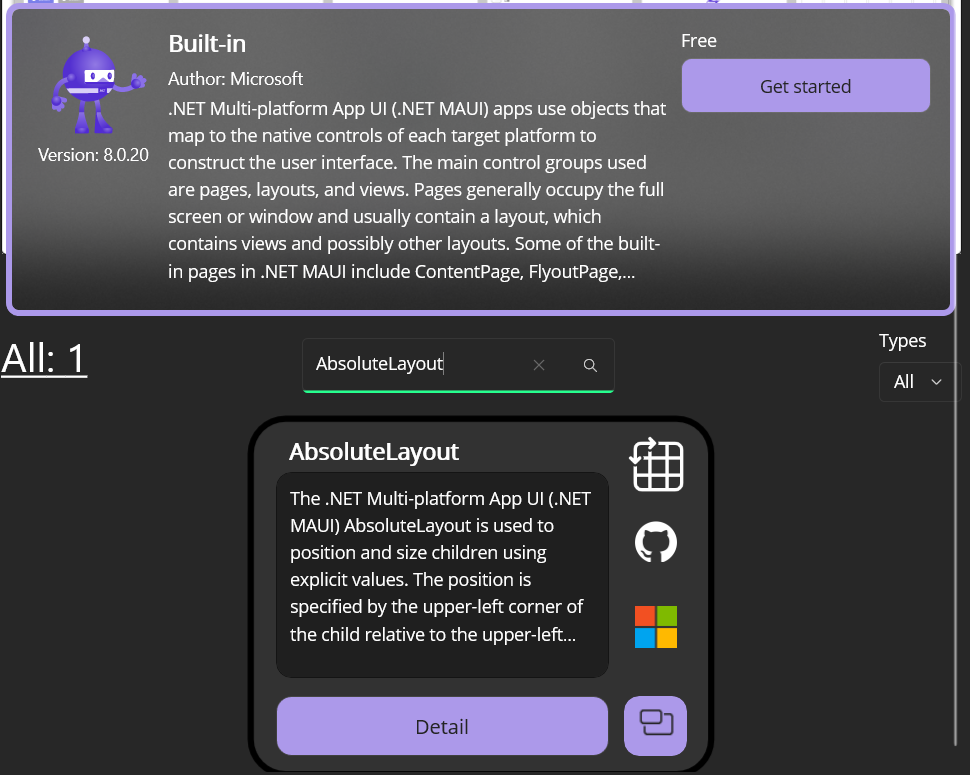 Built-in
Author: Microsoft
.NET Multi-platform App UI (.NET MAUI) apps use objects that
map to the native controls of each target platform to
construct the user interface. The main control groups used
are pages, layouts, and views. Pages generally occupy the full
screen or window and usually contain a layout, which
contains views and possibly other layouts. Some of the built-
in pages in .NET MAUI include ContentPage, FlyoutPage,...
Version: 8.0.20
Free
Get started
All: 1
AbsoluteLayout
Types
All
AbsoluteLayout
The .NET Multi-platform App UI (.NET
MAUI) AbsoluteLayout is used to
position and size children using
explicit values. The position is
specified by the upper-left corner of
the child relative to the upper-left...
Detail